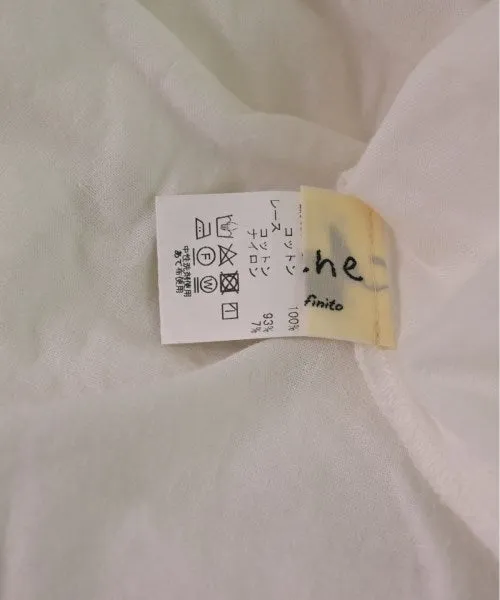 .he
finito
コットン 100%
レース
コットン 93%
ナイロン 7%
中性洗剤使用
あて布使用